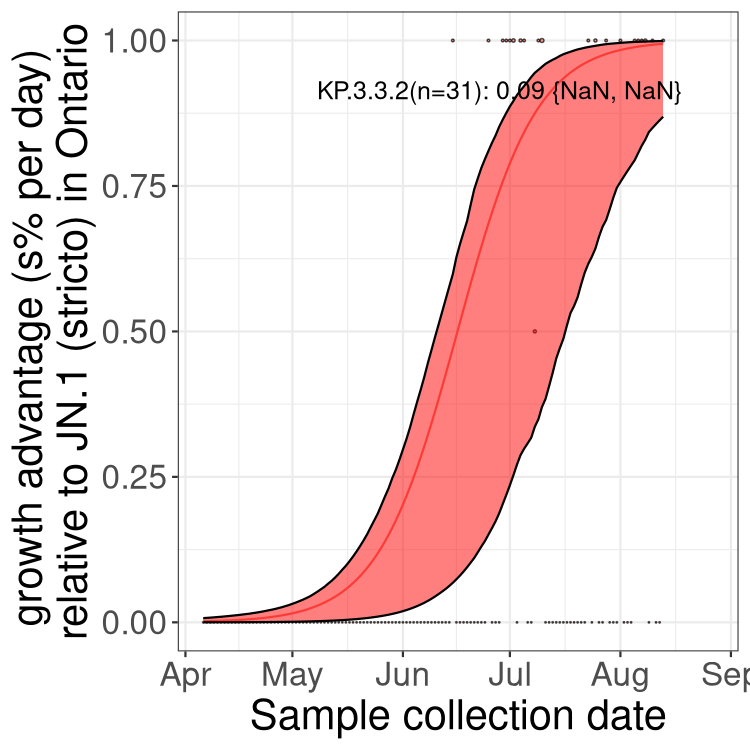 growth advantage (s% per day)
relative to JN.1 (stricto) in Ontario
1.00
0.75
0.50
0.25
0.00
KP.3.3.2(n=31): 0.09 {NaN, NaN}
Apr May Jun Jul Aug Sep
Sample collection date